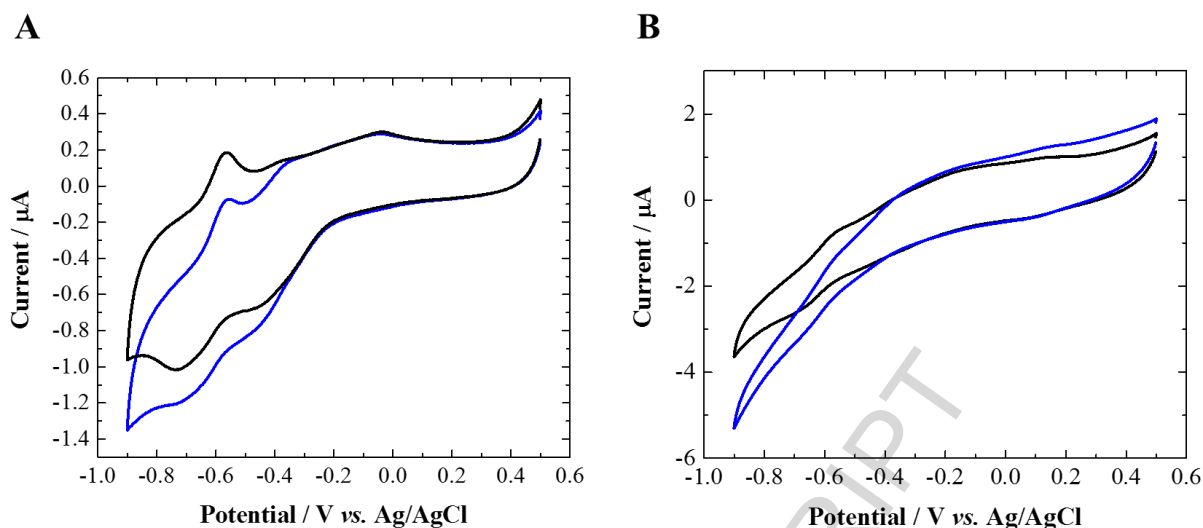 A
B
0.6
0.4
0.2
0.0
-0.2
-0.4
-0.6
-0.8
-1.0
-1.2
-1.4
Current / µA
-1.0 -0.8 -0.6 -0.4 -0.2 0.0 0.2 0.4 0.6
Potential / V vs. Ag/AgCl
2
0
-2
-4
-6
Current / µA
-1.0 -0.8 -0.6 -0.4 -0.2 0.0 0.2 0.4 0.6
Potential / V vs. Ag/AgCl
RIPT